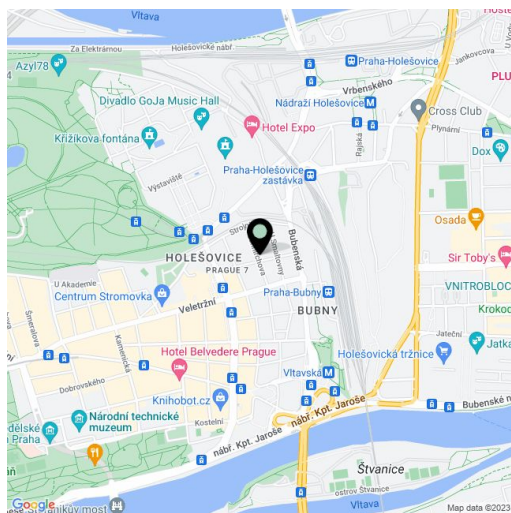 Vltava
Hoste
Za Elektrárnou
Holešovické nábř
Jankovcova
Azyl78
Praha-Holešovice
PLU
Vrbenského
Divadlo GoJa Music Hall
Nádraží Holešovice
Cross Club
Křižíkova fontána
Hotel Expo
Rajská
Plynární
Dox
Praha-Holešovice
zastávka
Výstaviště
Osada
Bubenská
U Smaltovny
HOLEŠOVICE
PRAGUE 7
Sir Toby's
U Akademie
VNITROBLOC
Centrum Stromovka
Praha-Bubny
Veletržní
BUBNY
Krokod
Šmeralova
Kamenická
Jateční
Jatka
Hotel Belvedere Prague
Holešovická tržnice
Vltavská
Dobrovského
Knihobot.cz
Bubenské n
Národní technické
muzeum
Kostelní
nábř. Kpt. Jaroše
nábř. Kpt. Jaroše
dělské
Praha
Štvanice
ostrov Štvanice
Vltava
Google
Map data ©2023